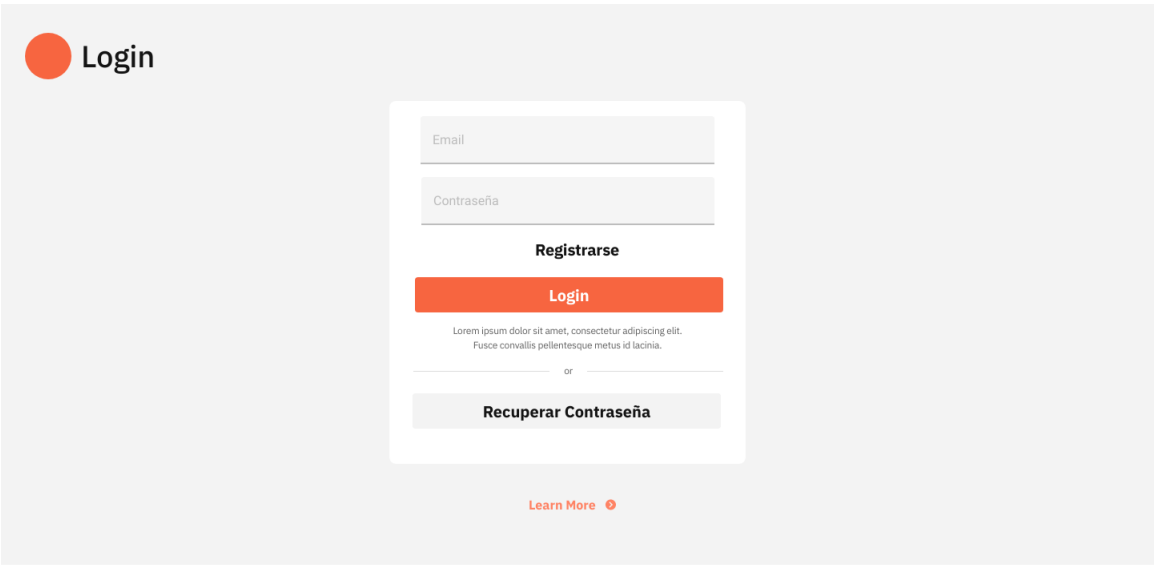 Login
Email
Contraseña
Registrarse
Login
Lorem ipsum dolor sit amet, consectetur adipiscing elit.
Fusce convallis pellentesque metus id lacinia.
or
Recuperar Contraseña
Learn More